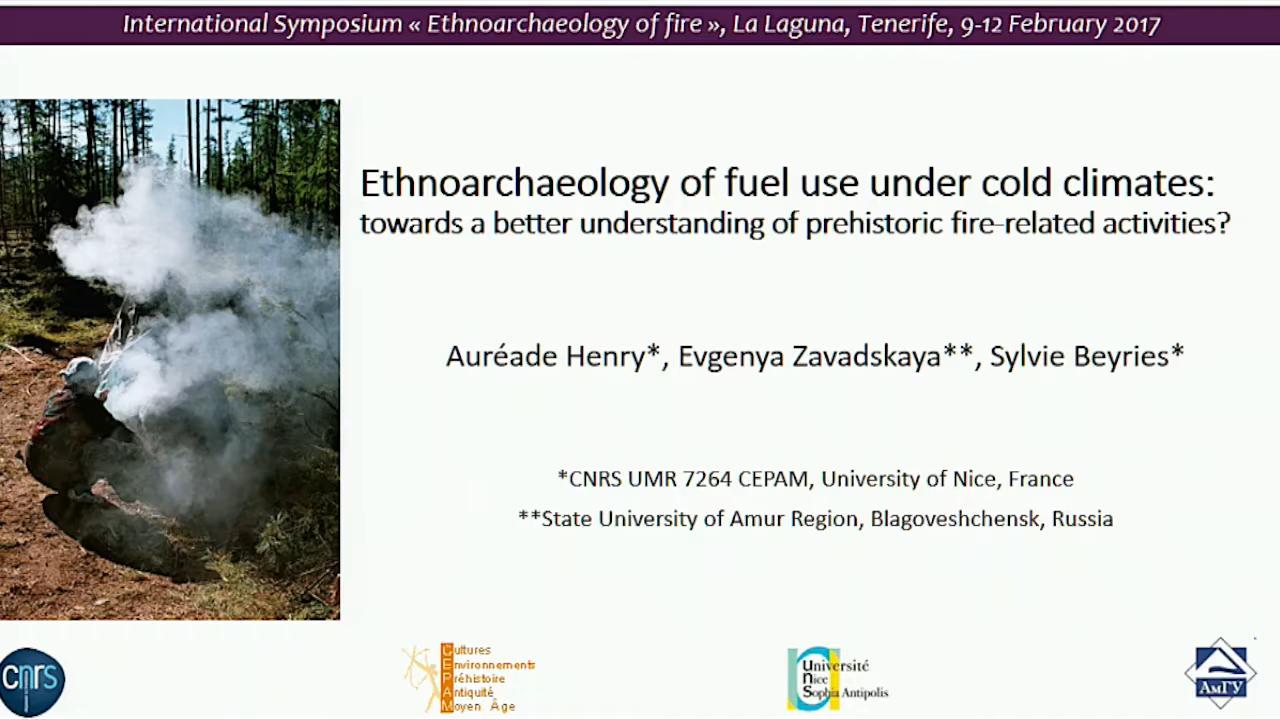 International Symposium « Ethnoarchaeology of fire », La Laguna, Tenerife, 9-12 February 2017
Ethnoarchaeology of fuel use under cold climates:
towards a better understanding of prehistoric fire-related activities?
Auréade Henry*, Evgenya Zavadskaya**, Sylvie Beyries*
*CNRS UMR 7264 CEPAM, University of Nice, France
**State University of Amur Region, Blagoveshchensk, Russia
cnrs
Cultures
Environnements
Préhistoire
Antiquité
Moyen Âge
Université
Nice
Sophia Antipolis
АмГУ